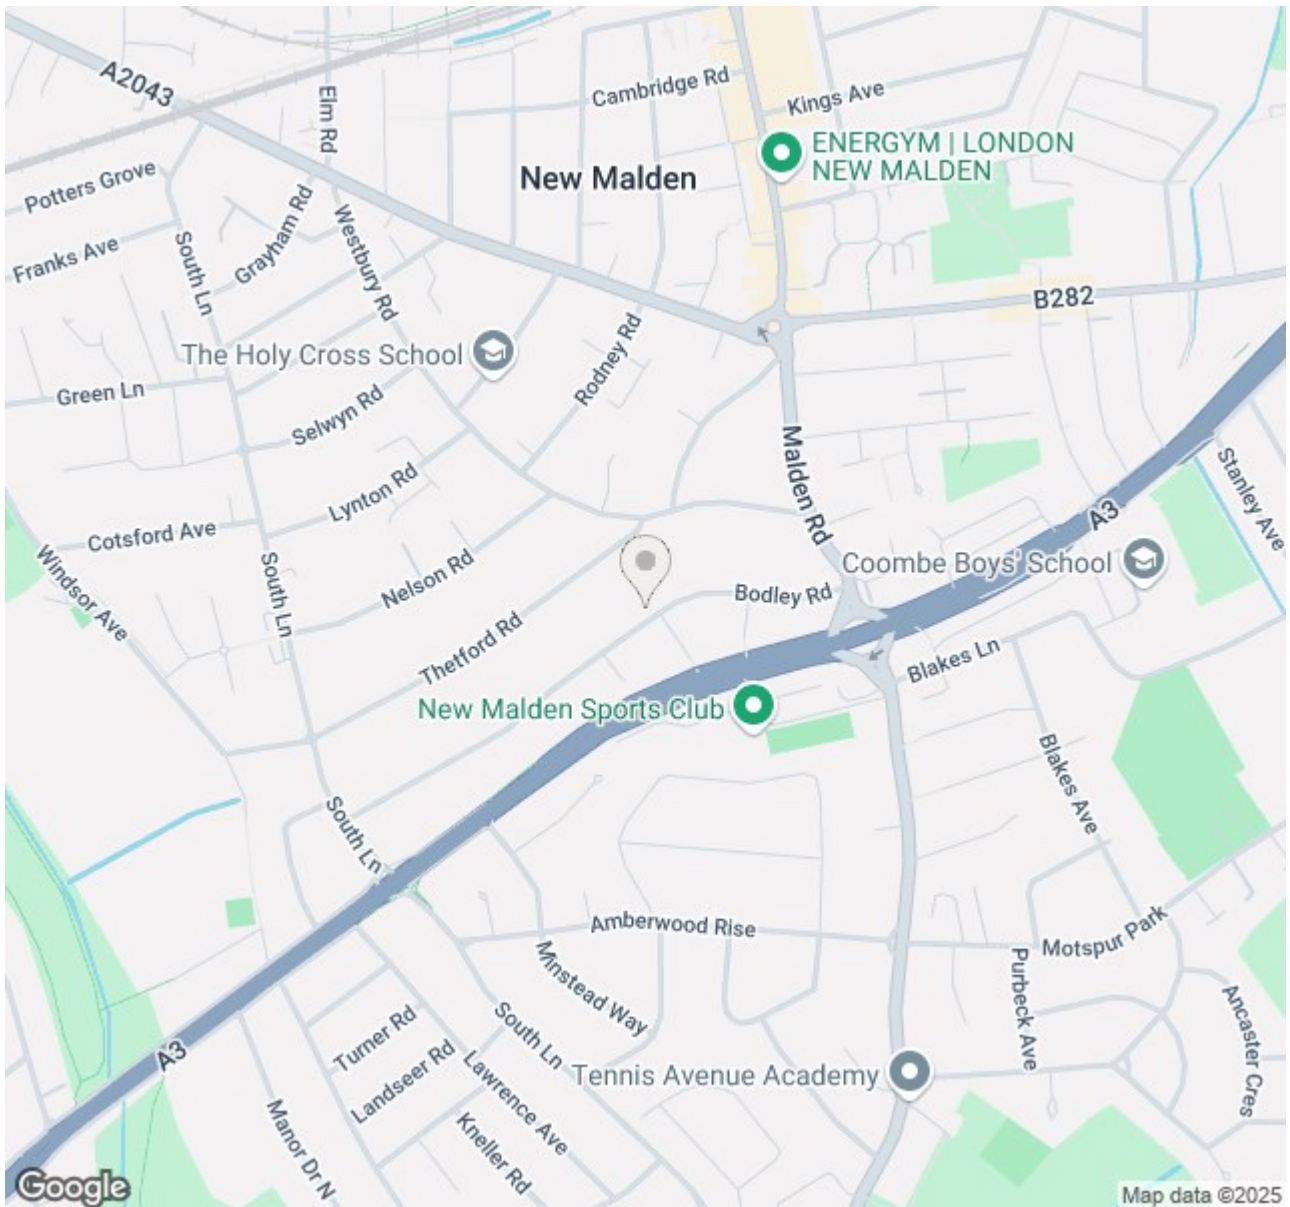 A2043
Elm Rd
Cambridge Rd
Kings Ave
ENERGYM | LONDON
NEW MALDEN
Potters Grove
New Malden
Franks Ave
South Ln
Grayham Rd
Westbury Rd
B282
The Holy Cross School
Rodney Rd
Green Ln
Selwyn Rd
Malden Rd
Lynton Rd
Stanley Ave
A3
Cotsford Ave
Windsor Ave
South Ln
Nelson Rd
Coombe Boys' School
Bodley Rd
Thetford Rd
Blakes Ln
New Malden Sports Club
Blakes Ave
South Ln
Amberwood Rise
Motspur Park
Minstead Way
Purbeck Ave
Ancaster Cres
A3
Turner Rd
South Ln
Landseer Rd
Lawrence Ave
Tennis Avenue Academy
Manor Dr N
Kneller Rd
Google
Map data ©2025